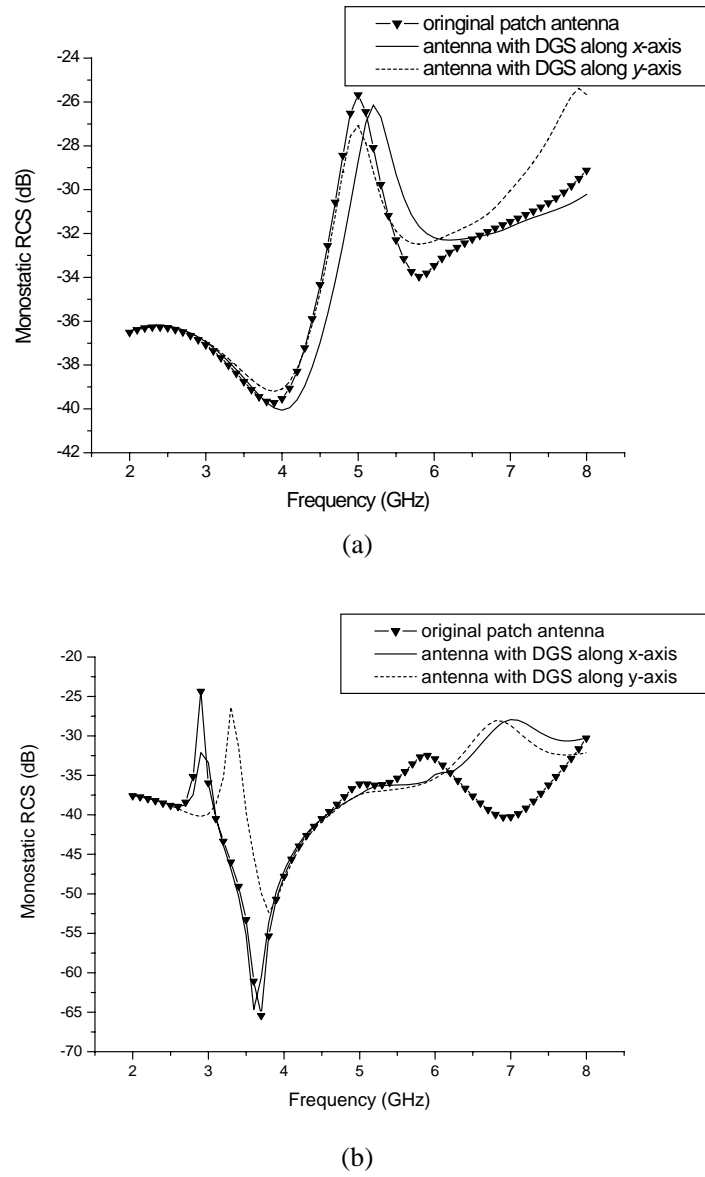 oringinal patch antenna
antenna with DGS along x-axis
antenna with DGS along y-axis
-24
-26
-28
-30
-32
-34
-36
-38
-40
-42
Monostatic RCS (dB)
2 3 4 5 6 7 8
Frequency (GHz)
(a)
original patch antenna
antenna with DGS along x-axis
antenna with DGS along y-axis
-20
-25
-30
-35
-40
-45
-50
-55
-60
-65
-70
Monostatic RCS (dB)
2 3 4 5 6 7 8
Frequency (GHz)
(b)